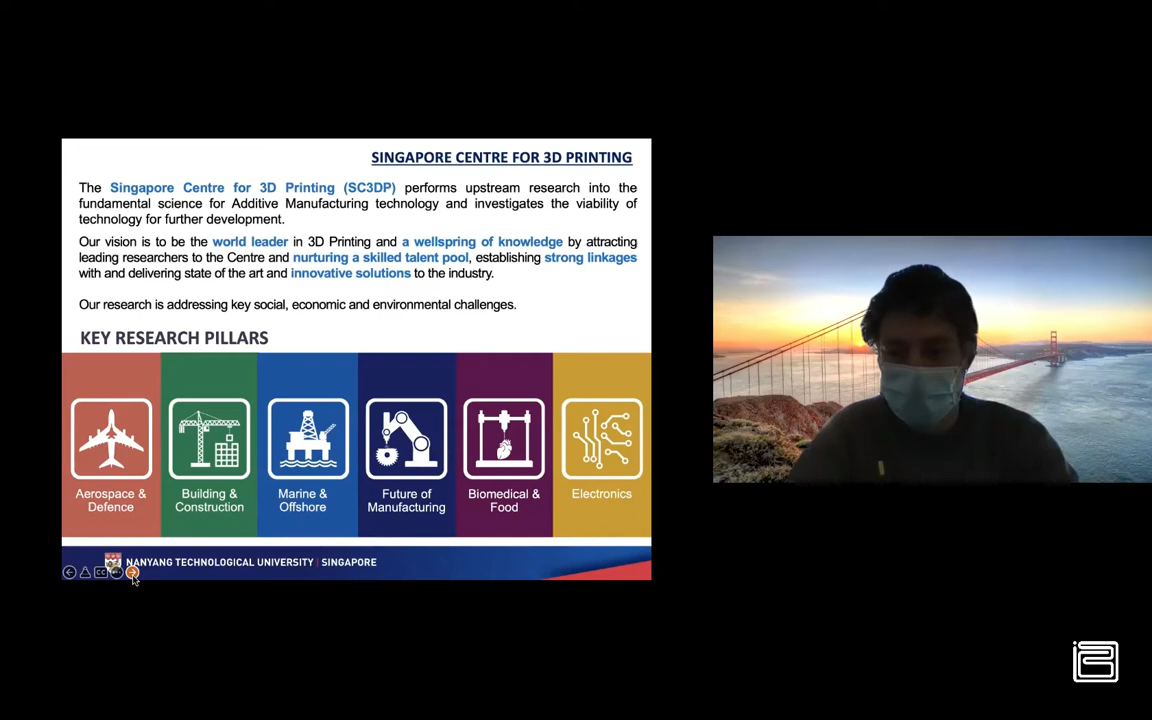 SINGAPORE CENTRE FOR 3D PRINTING
The Singapore Centre for 3D Printing (SC3DP) performs upstream research into the
fundamental science for Additive Manufacturing technology and investigates the viability of
technology for further development.
Our vision is to be the world leader in 3D Printing and a wellspring of knowledge by attracting
leading researchers to the Centre and nurturing a skilled talent pool, establishing strong linkages
with and delivering state of the art and innovative solutions to the industry.
Our research is addressing key social, economic and environmental challenges.
KEY RESEARCH PILLARS
Aerospace &
Defence
Building &
Construction
Marine &
Offshore
Future of
Manufacturing
Biomedical &
Food
Electronics
NANYANG TECHNOLOGICAL UNIVERSITY | SINGAPORE
CC